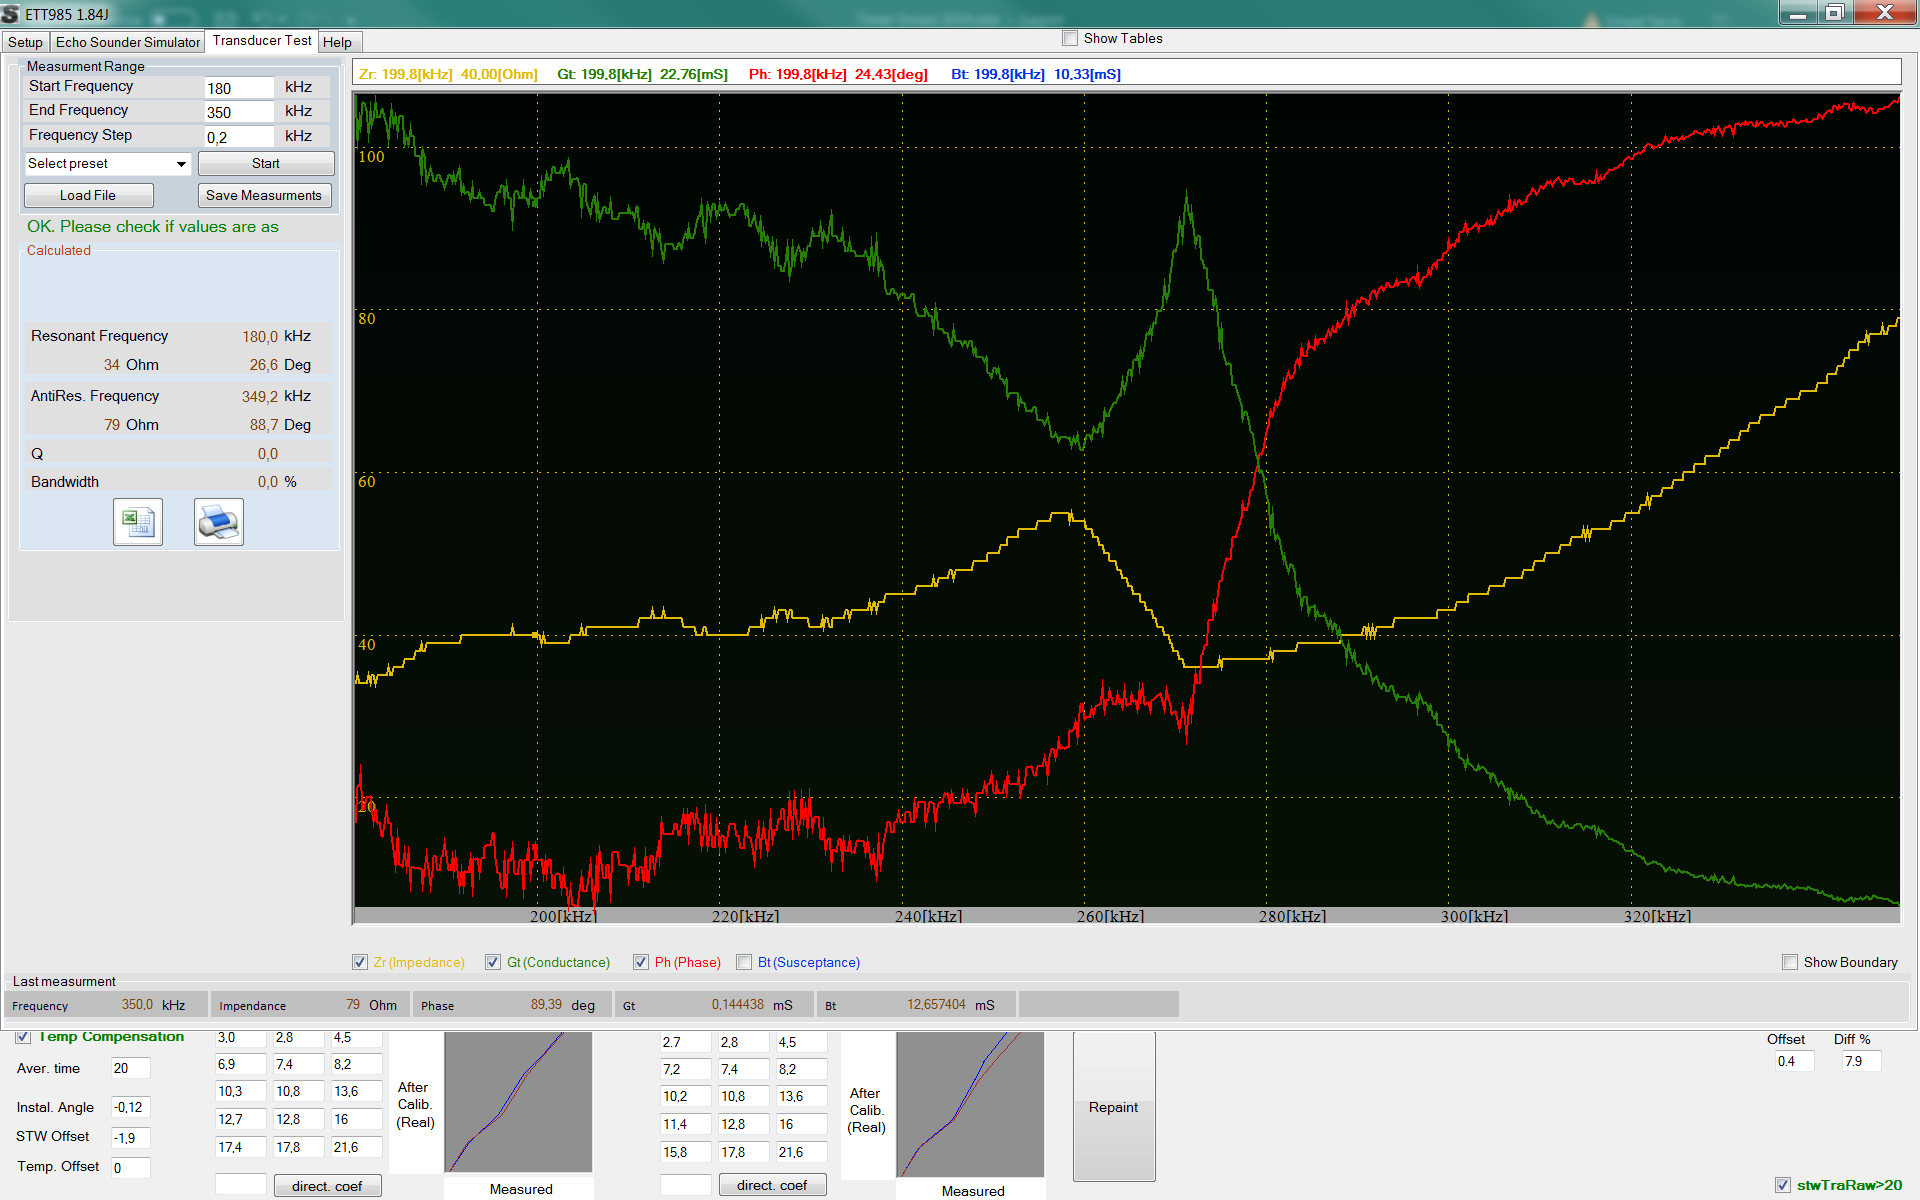 ETT985 1.84J
Setup Echo Sounder Simulator Transducer Test Help
Show Tables
Measurment Range
Start Frequency 180 kHz
End Frequency 350 kHz
Frequency Step 0,2 kHz
Select preset Start
Load File Save Measurments
OK. Please check if values are as
Calculated
Resonant Frequency 180,0 kHz
34 Ohm 26,6 Deg
AntiRes. Frequency 349,2 kHz
79 Ohm 88,7 Deg
Q 0,0
Bandwidth 0,0 %
Zr: 199.8[kHz] 40.00[Ohm] Gt: 199.8[kHz] 22.76[mS] Ph: 199.8[kHz] 24.43[deg] Bt: 199.8[kHz] 10.33[mS]
100
80
60
40
20
200[kHz] 220[kHz] 240[kHz] 260[kHz] 280[kHz] 300[kHz] 320[kHz]
Zr (Impedance) Gt (Conductance) Ph (Phase) Bt (Susceptance) Show Boundary
Last measurment
Frequency 350,0 kHz Impendance 79 Ohm Phase 89,39 deg Gt 0,144438 mS Bt 12,657404 mS
Temp Compensation
Aver. time 20
Instal. Angle -0,12
STW Offset -1,9
Temp. Offset 0
3,0 2,8 4,5
6,9 7,4 8,2
10,3 10,8 13,6
12,7 12,8 16
17,4 17,8 21,6
direct. coef
After
Calib.
(Real)
Measured
2.7 2,8 4,5
7,2 7,4 8,2
10,2 10,8 13,6
11,4 12,8 16
15,8 17,8 21,6
direct. coef
After
Calib.
(Real)
Measured
Repaint
Offset Diff %
0.4 7.9
stwTraRaw>20